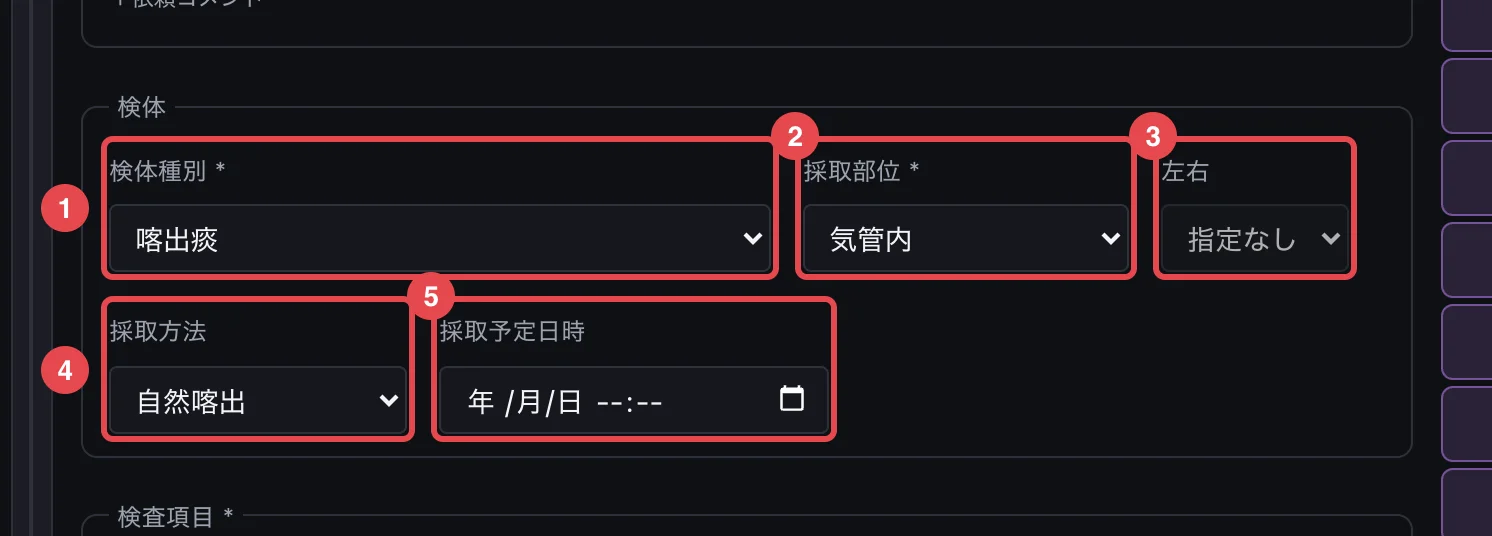 検体
検体種別 *
喀出痰
採取部位 *
気管内
左右
指定なし
採取方法
自然喀出
採取予定日時
年 /月/日 --:--
検査項目 *
1
2
3
4
5